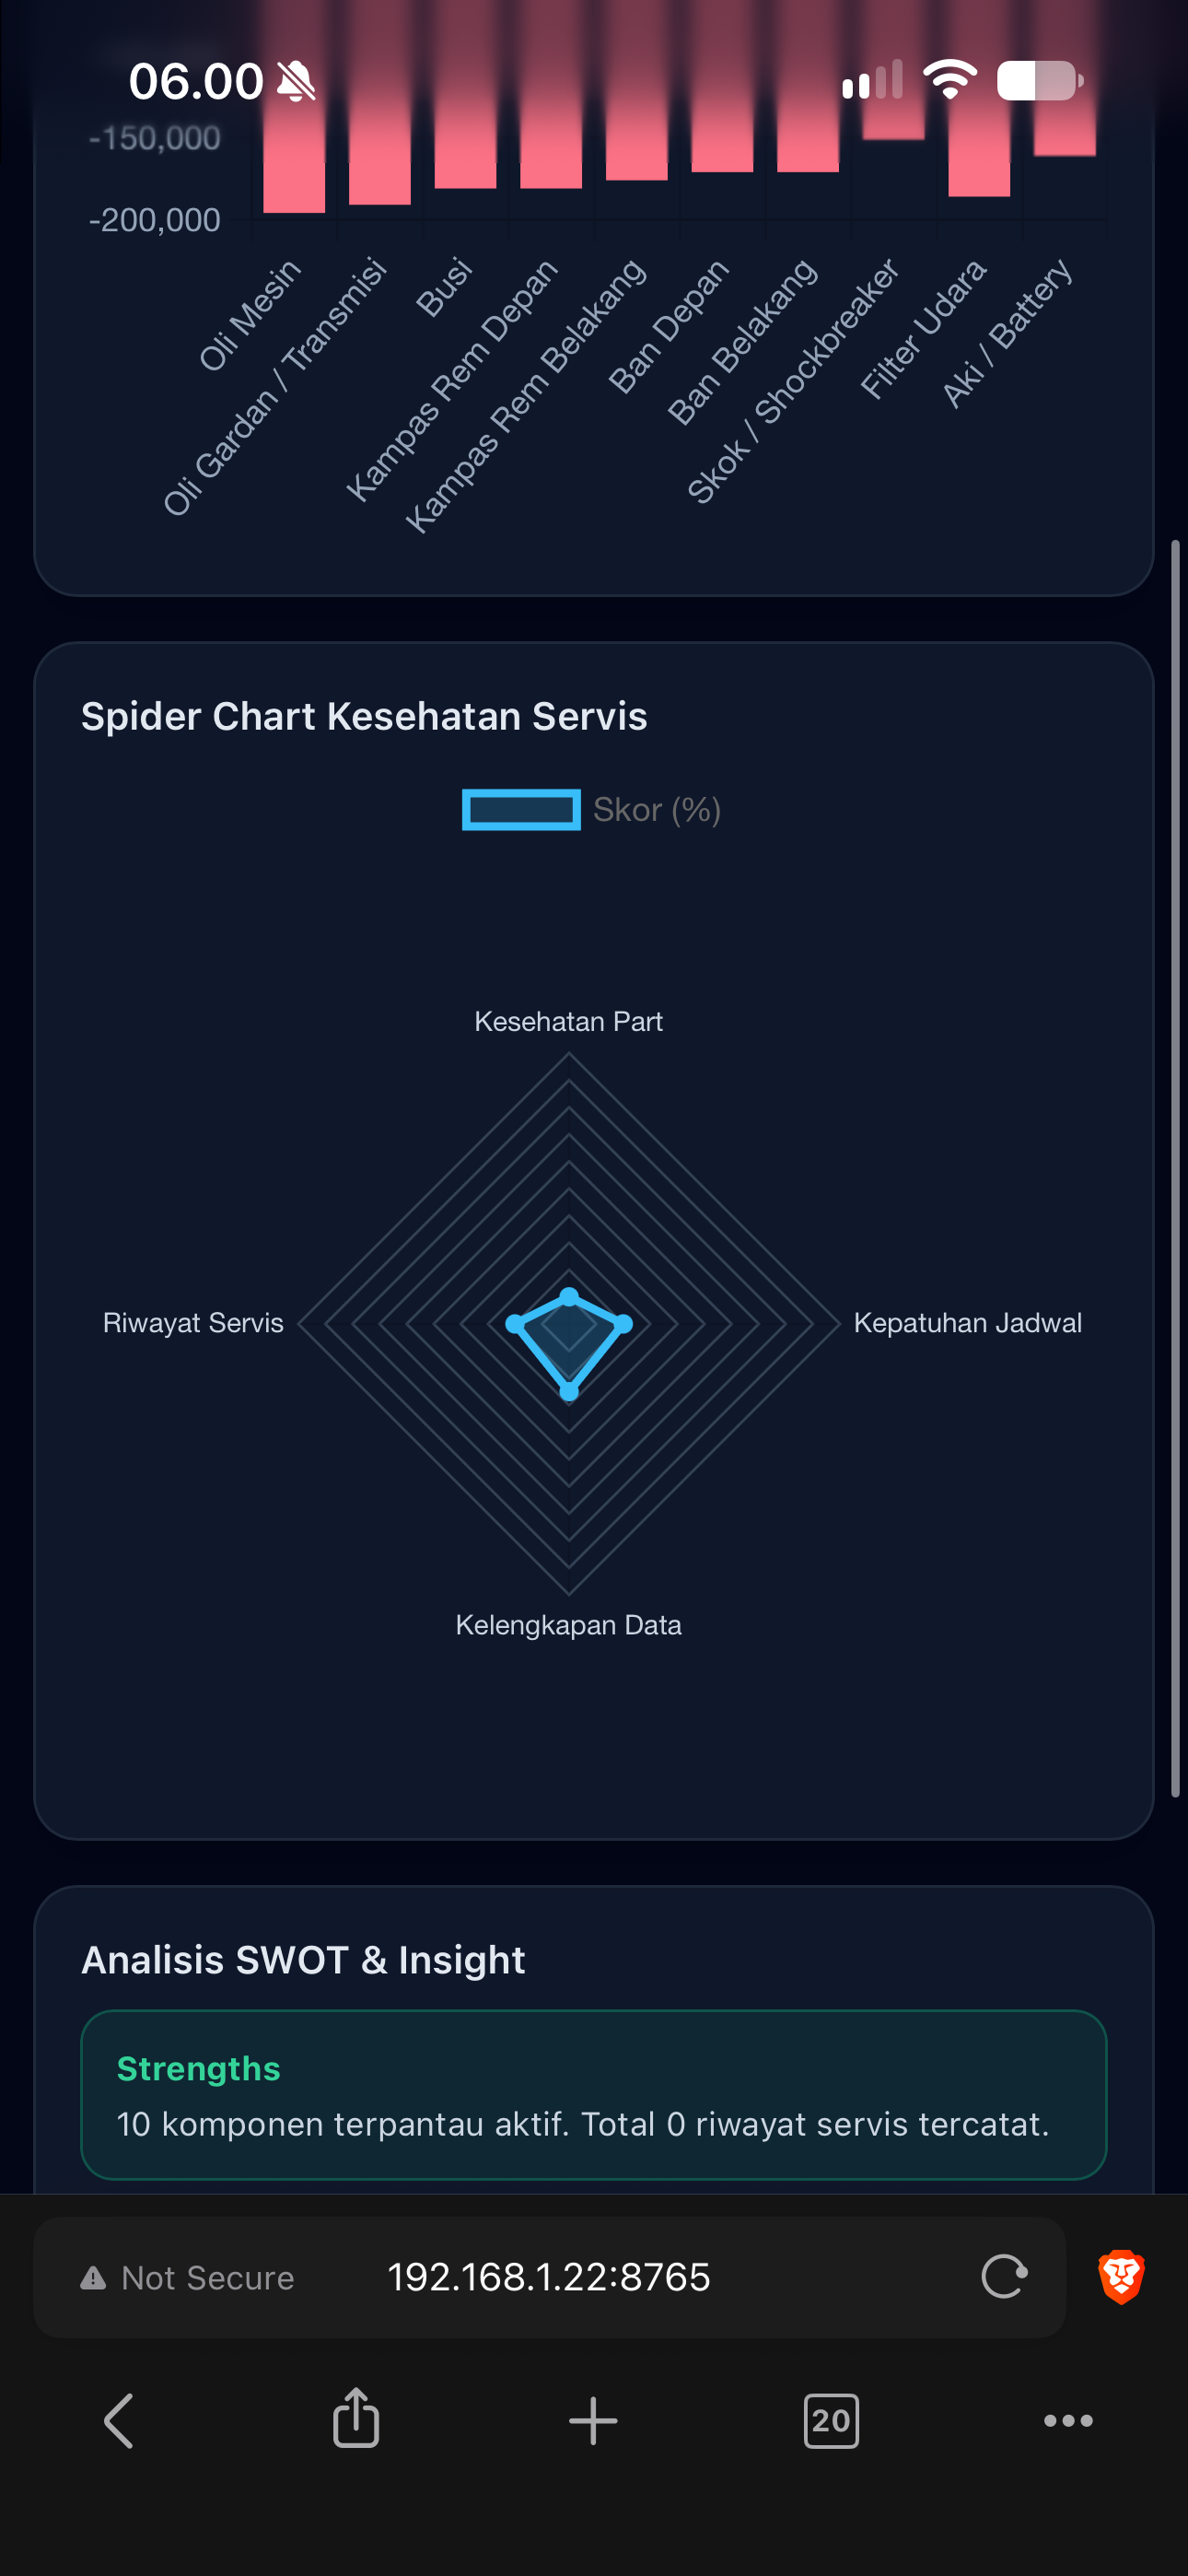 06.00
-150,000
-200,000
Oli Mesin
Oli Gardan / Transmisi
Busi
Kampas Rem Depan
Kampas Rem Belakang
Ban Depan
Ban Belakang
Skok / Shockbreaker
Filter Udara
Aki / Battery
Spider Chart Kesehatan Servis
Skor (%)
Kesehatan Part
Riwayat Servis
Kepatuhan Jadwal
Kelengkapan Data
Analisis SWOT & Insight
Strengths
10 komponen terpantau aktif. Total 0 riwayat servis tercatat.
Not Secure 192.168.1.22:8765
20